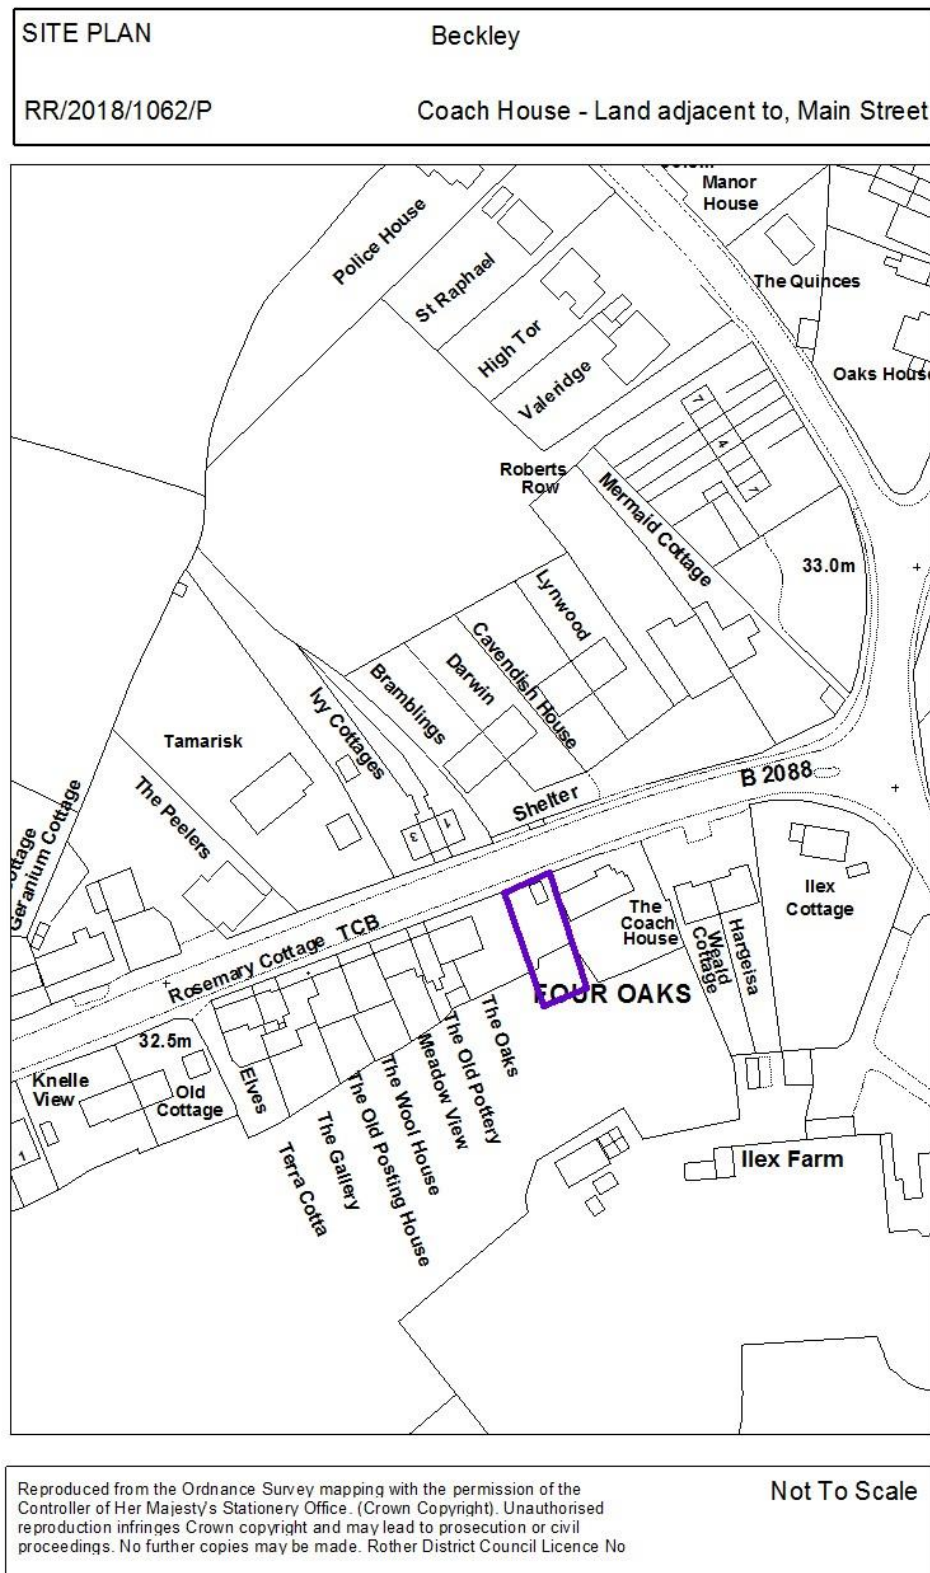 SITE PLAN
Beckley
RR/2018/1062/P
Coach House - Land adjacent to, Main Street
Manor
House
Police House
St Raphael
The Quinces
High Tor
Oaks House
Valeridge
7
4
1
Roberts
Row
Mermaid Cottage
33.0m
Lynwood
Cavendish House
Darwin
Bramblings
Ivy Cottages
Tamarisk
The Peelers
B 2088
Shelter
1
3
Geranium Cottage
Ilex
Cottage
The
Coach
House
Weald
Cottage
Hargeisa
TCB
Rosemary Cottage
FOUR OAKS
The Oaks
The Old Pottery
Meadow View
The Wool House
The Old Posting House
The Gallery
Terra Cotta
Elves
32.5m
Old
Cottage
Knelle
View
1
Ilex Farm
Reproduced from the Ordnance Survey mapping with the permission of the
Controller of Her Majesty's Stationery Office. (Crown Copyright). Unauthorised
reproduction infringes Crown copyright and may lead to prosecution or civil
proceedings. No further copies may be made. Rother District Council Licence No
Not To Scale